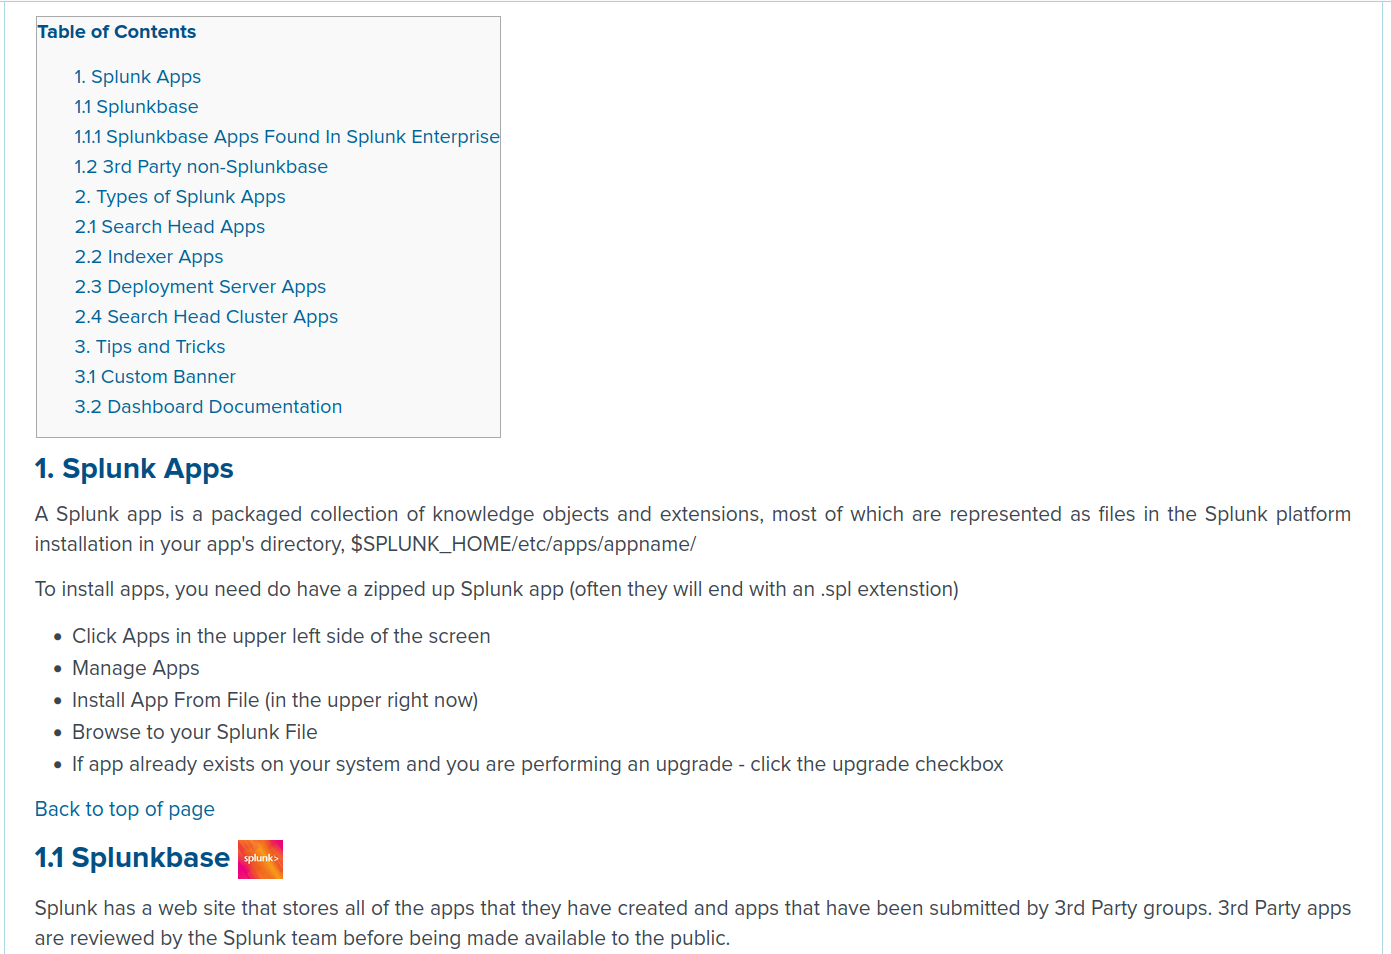 Table of Contents
1. Splunk Apps
1.1 Splunkbase
1.1.1 Splunkbase Apps Found In Splunk Enterprise
1.2 3rd Party non-Splunkbase
2. Types of Splunk Apps
2.1 Search Head Apps
2.2 Indexer Apps
2.3 Deployment Server Apps
2.4 Search Head Cluster Apps
3. Tips and Tricks
3.1 Custom Banner
3.2 Dashboard Documentation
1. Splunk Apps
A Splunk app is a packaged collection of knowledge objects and extensions, most of which are represented as files in the Splunk platform
installation in your app's directory, $SPLUNK_HOME/etc/apps/appname/
To install apps, you need do have a zipped up Splunk app (often they will end with an .spl extenstion)
• Click Apps in the upper left side of the screen
• Manage Apps
• Install App From File (in the upper right now)
• Browse to your Splunk File
• If app already exists on your system and you are performing an upgrade - click the upgrade checkbox
Back to top of page
1.1 Splunkbase splunk>
Splunk has a web site that stores all of the apps that they have created and apps that have been submitted by 3rd Party groups. 3rd Party apps
are reviewed by the Splunk team before being made available to the public.